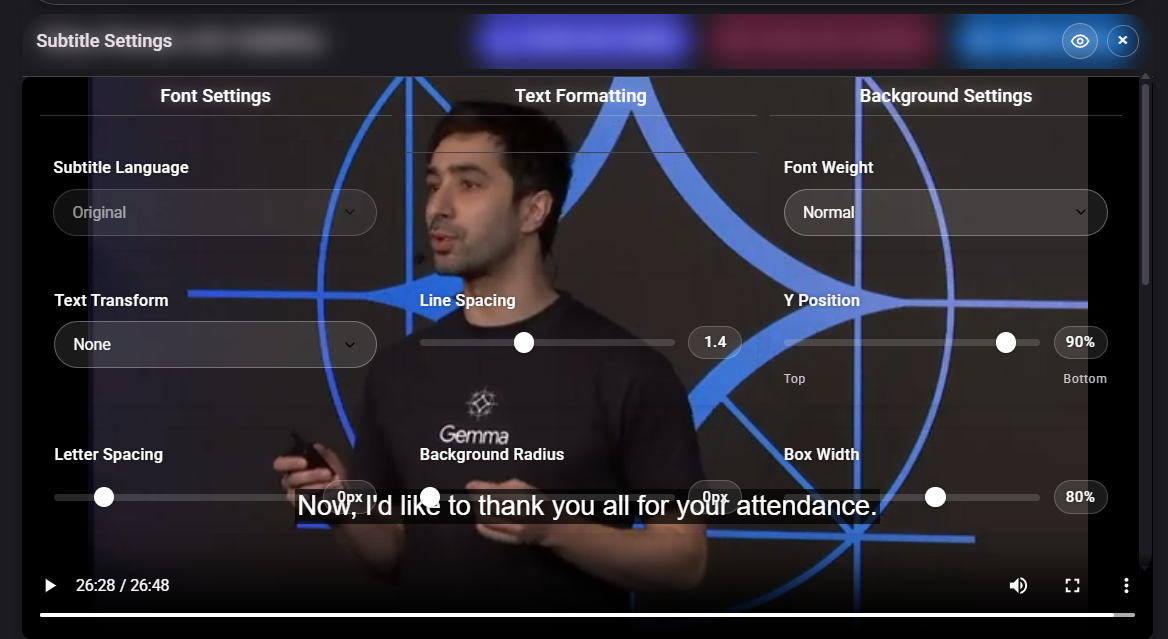 Subtitle Settings
Font Settings
Text Formatting
Background Settings
Subtitle Language
Font Weight
Original
Normal
Text Transform
Line Spacing
Y Position
None
1.4
90%
Top
Bottom
Gemma
Letter Spacing
Background Radius
Box Width
0px
0px
80%
Now, I'd like to thank you all for your attendance.
26:28 / 26:48